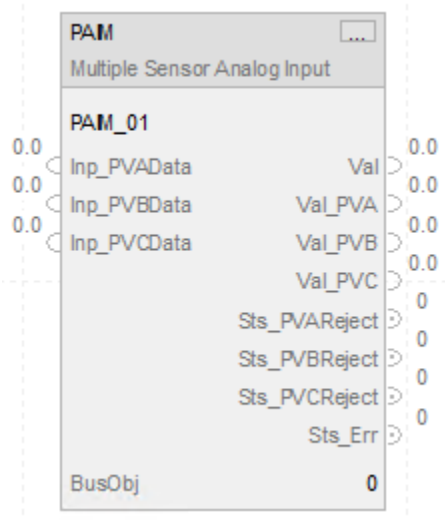 PAIM ...
Multiple Sensor Analog Input
PAIM_01
0.0 Inp_PVAData Val 0.0
0.0 Inp_PVBData Val_PVA 0.0
0.0 Inp_PVCData Val_PVB 0.0
Val_PVC 0.0
Sts_PVAReject 0
Sts_PVBReject 0
Sts_PVCReject 0
Sts_Err 0
BusObj 0